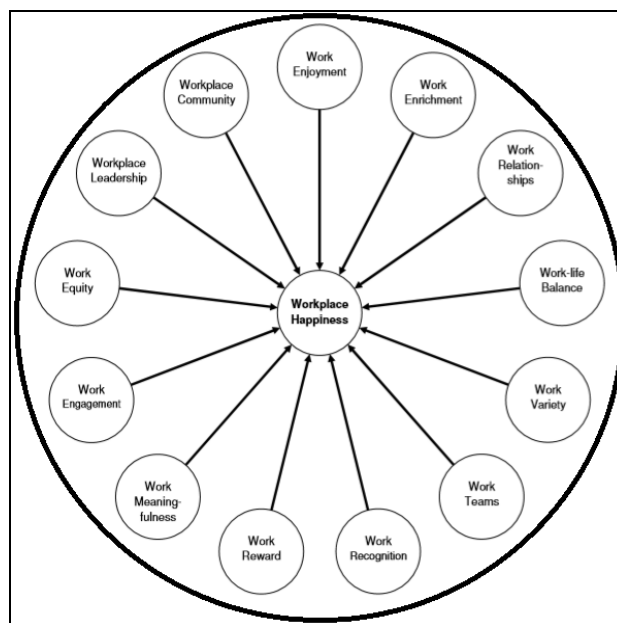 Work
Enjoyment
Work
Enrichment
Work
Relation-
ships
Work-life
Balance
Work
Variety
Work
Teams
Work
Recognition
Work
Reward
Work
Meaning-
fulness
Work
Engagement
Work
Equity
Workplace
Leadership
Workplace
Community
Workplace
Happiness